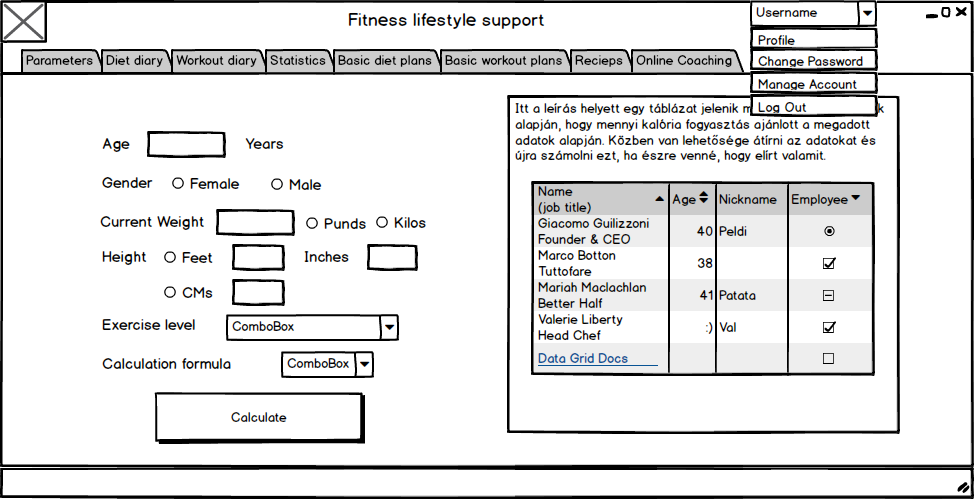 Fitness lifestyle support
Username
Profile
Change Password
Manage Account
Log Out
Parameters Diet diary Workout diary Statistics Basic diet plans Basic workout plans Recieps Online Coaching
Age Years
Gender Female Male
Current Weight Punds Kilos
Height Feet Inches
CMs
Exercise level ComboBox
Calculation formula ComboBox
Calculate
Itt a leírás helyett egy táblázat jelenik
alapján, hogy mennyi kalória fogyasztás ajánlott a megadott
adatok alapján. Közben van lehetősége átírni az adatokat és
újra számolni ezt, ha észre venné, hogy elírt valamit.
Name
(job title) Age Nickname Employee
Giacomo Guilizzoni
Founder & CEO 40 Peldi
Marco Botton
Tuttofare 38
Mariah Maclachlan
Better Half 41 Patata
Valerie Liberty
Head Chef :) Val
Data Grid Docs